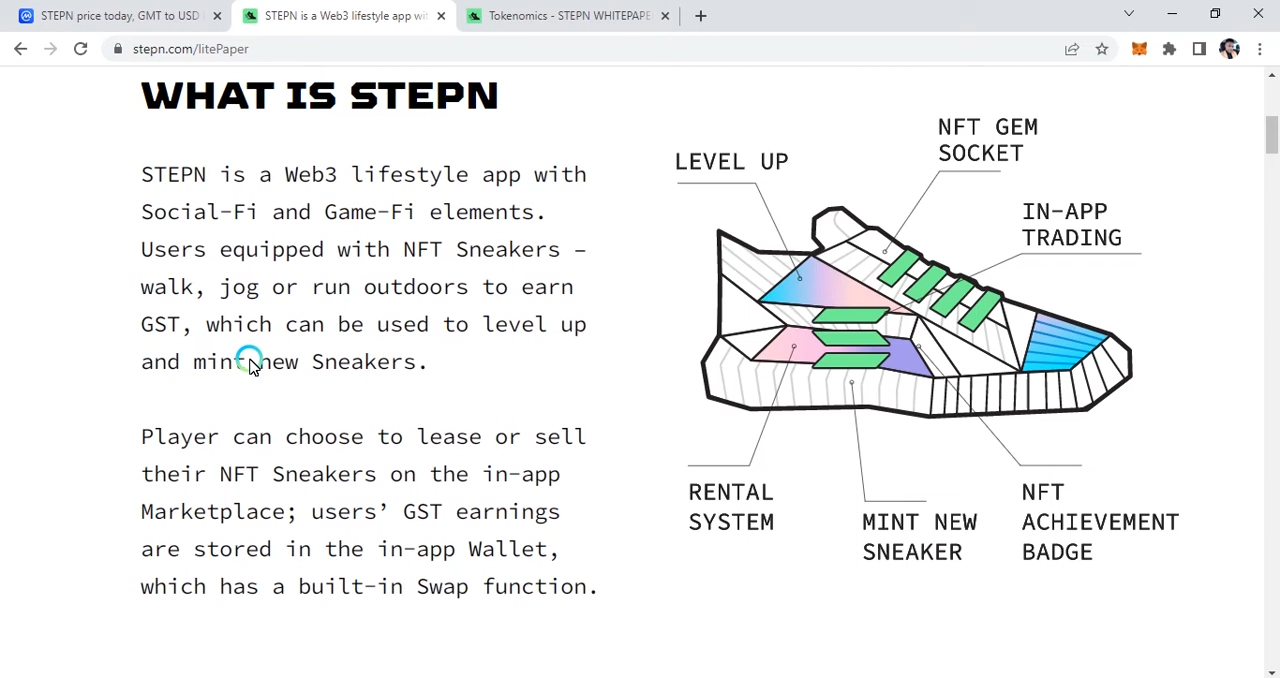 STEPN price today, GMT to USD
STEPN is a Web3 lifestyle app wit
Tokenomics - STEPN WHITEPAPE
stepn.com/litePaper
WHAT IS STEPN
STEPN is a Web3 lifestyle app with
Social-Fi and Game-Fi elements.
Users equipped with NFT Sneakers –
walk, jog or run outdoors to earn
GST, which can be used to level up
and mint new Sneakers.
Player can choose to lease or sell
their NFT Sneakers on the in-app
Marketplace; users’ GST earnings
are stored in the in-app Wallet,
which has a built-in Swap function.
LEVEL UP
NFT GEM
SOCKET
IN-APP
TRADING
RENTAL
SYSTEM
MINT NEW
SNEAKER
NFT
ACHIEVEMENT
BADGE